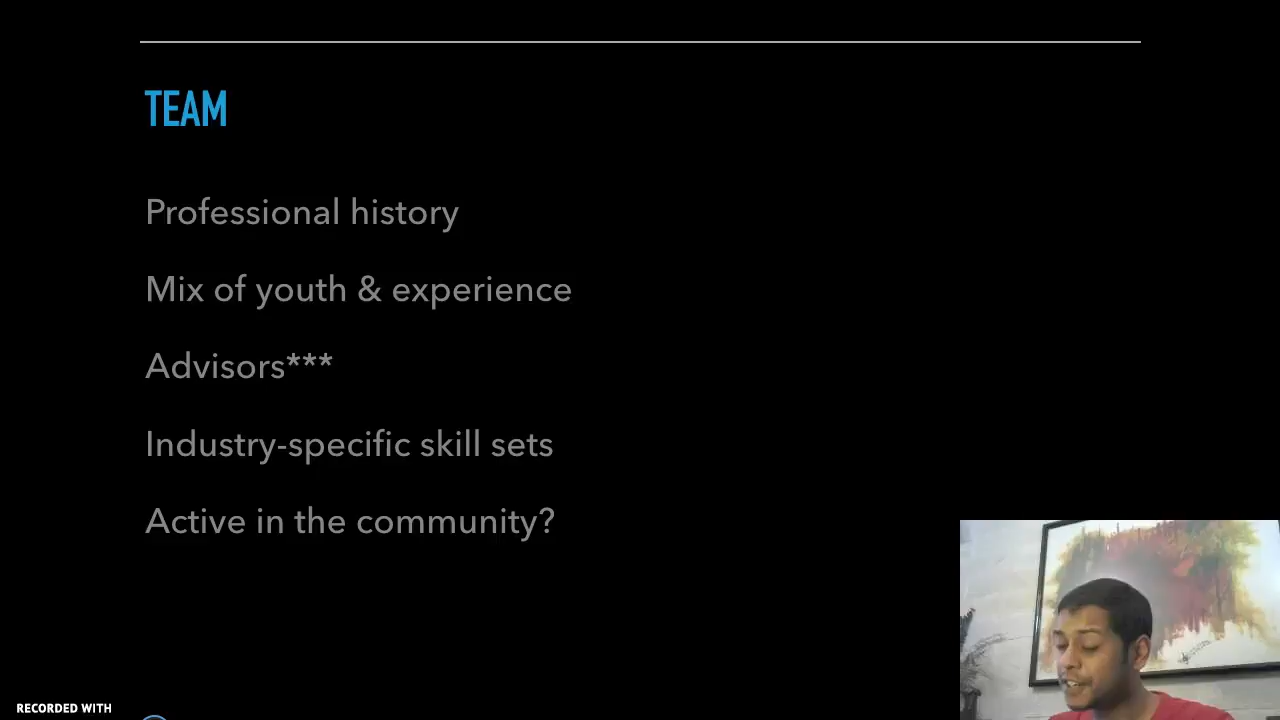 TEAM
Professional history
Mix of youth & experience
Advisors***
Industry-specific skill sets
Active in the community?
RECORDED WITH